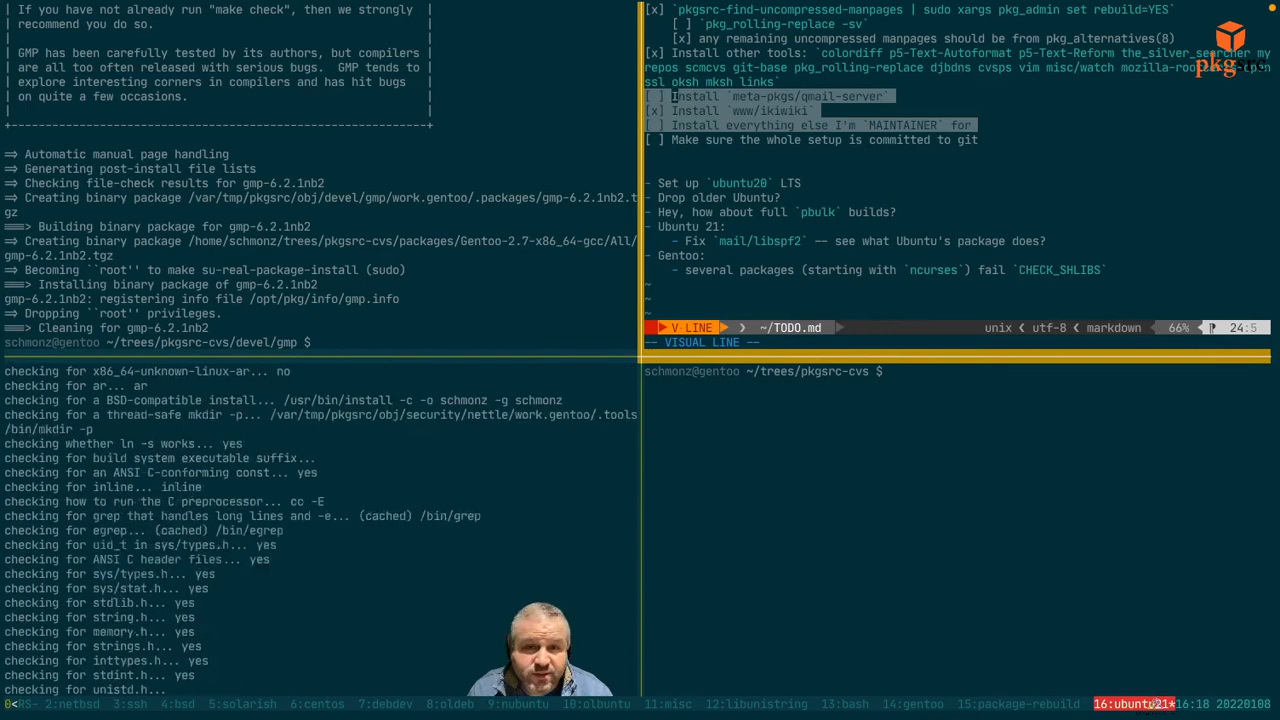 | If you have not already run "make check", then we strongly |
| recommend you do so. |
| |
| GMP has been carefully tested by its authors, but compilers |
| are all too often released with serious bugs.  GMP tends to |
| explore interesting corners in compilers and has hit bugs |
| on quite a few occasions. |
| |
+------------------------------------------------------+
=> Automatic manual page handling
=> Generating post-install file lists
=> Checking file-check results for gmp-6.2.1nb2
=> Creating binary package /var/tmp/pkgsrc/obj/devel/gmp/work.gentoo/.packages/gmp-6.2.1nb2.t
gz
===> Building binary package for gmp-6.2.1nb2
=> Creating binary package /home/schmonz/trees/pkgsrc-cvs/packages/Gentoo-2.7-x86_64-gcc/All/
gmp-6.2.1nb2.tgz
=> Becoming ``root'' to make su-real-package-install (sudo)
===> Installing binary package of gmp-6.2.1nb2
gmp-6.2.1nb2: registering info file /opt/pkg/info/gmp.info
=> Dropping ``root'' privileges.
===> Cleaning for gmp-6.2.1nb2
schmonz@gentoo ~/trees/pkgsrc-cvs/devel/gmp $
checking for x86_64-unknown-linux-ar... no
checking for ar... ar
checking for a BSD-compatible install... /usr/bin/install -c -o schmonz -g schmonz
checking for a thread-safe mkdir -p... /var/tmp/pkgsrc/obj/security/nettle/work.gentoo/.tools
/bin/mkdir -p
checking whether ln -s works... yes
checking for build system executable suffix...
checking for an ANSI C-conforming const... yes
checking for inline... inline
checking how to run the C preprocessor... cc -E
checking for grep that handles long lines and -e... (cached) /bin/grep
checking for egrep... (cached) /bin/egrep
checking for uid_t in sys/types.h... yes
checking for ANSI C header files... yes
checking for sys/types.h... yes
checking for sys/stat.h... yes
checking for stdlib.h... yes
checking for string.h... yes
checking for memory.h... yes
checking for strings.h... yes
checking for inttypes.h... yes
checking for stdint.h... yes
checking for unistd.h...
[x] `pkgsrc-find-uncompressed-manpages | sudo xargs pkg_admin set rebuild=YES`
[ ] `pkg_rolling-replace -sv`
[x] any remaining uncompressed manpages should be from pkg_alternatives(8)
[x] Install other tools: `colordiff p5-Text-Autoformat p5-Text-Reform the_silver_searcher my
repos scmcvs git-base pkg_rolling-replace djbdns cvsps vim misc/watch
ssl oksh mksh links`
[ ] Install `meta-pkgs/qmail-server`
[x] Install `www/ikiwiki`
[ ] Install everything else I'm `MAINTAINER` for
[ ] Make sure the whole setup is committed to git
- Set up `ubuntu20` LTS
- Drop older Ubuntu?
- Hey, how about full `pbulk` builds?
- Ubuntu 21:
- Fix `mail/libspf2` -- see what Ubuntu's package does?
- Gentoo:
- several packages (starting with `ncurses`) fail `CHECK_SHLIBS`
~
~
~
V-LINE ~/TODO.md unix utf-8 markdown 66% 24:5
-- VISUAL LINE --
schmonz@gentoo ~/trees/pkgsrc-cvs $
pkgsrc
0<RS- 2:netbsd 3:ssh 4:bsd 5:solarish 6:centos 7:debdev 8:oldeb 9:nubuntu 10:olbuntu 11:misc 12:libunistring 13:bash 14:gentoo 15:package-rebuild 16:ubuntu21* 16:18 20220108